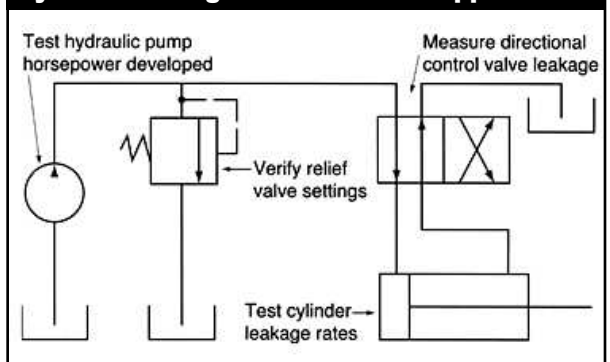 Test hydraulic pump
horsepower developed
Measure directional
control valve leakage
Verify relief
valve settings
Test cylinder
leakage rates